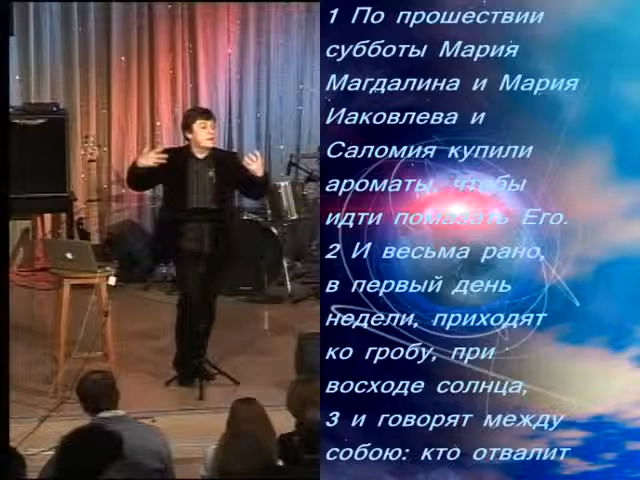 1 По прошествии
субботы Мария
Магдалина и Мария
Иаковлева и
Саломия купили
ароматы, чтобы
идти помазать Его.
2 И весьма рано,
в первый день
недели, приходят
ко гробу, при
восходе солнца,
3 и говорят между
собою: кто отвалит